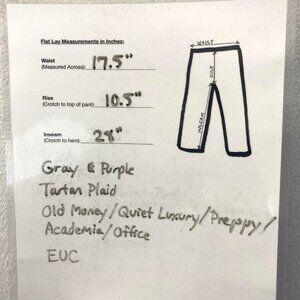 Flat Lay Measurements in Inches:
Waist
(Measured Across): 17.5"
Rise
(Crotch to top of pant): 10.5"
Inseam
(Crotch to hem): 28"
WAIST
RISE
INSEAM
Gray & Purple
Tartan Plaid
Old Money/Quiet Luxury/Preppy/
Academia/Office
EUC